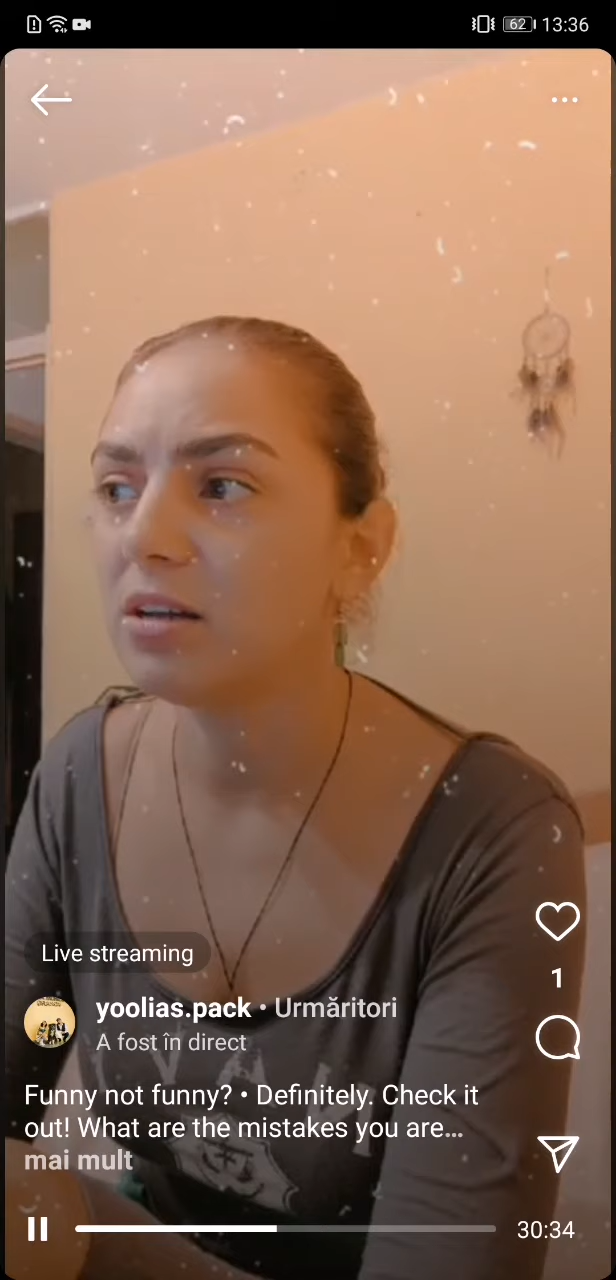 62 13:36
Live streaming
yoolias.pack • Urmăritori
A fost în direct
1
Funny not funny? • Definitely. Check it
out! What are the mistakes you are...
mai mult
30:34